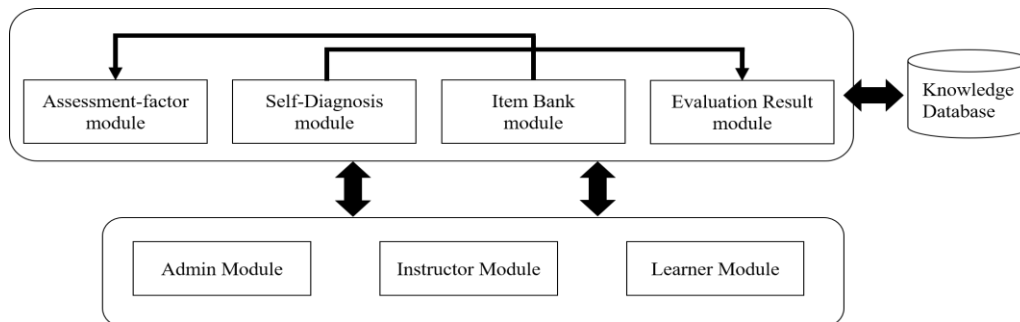 Assessment-factor
module
Self-Diagnosis
module
Item Bank
module
Evaluation Result
module
Knowledge
Database
Admin Module
Instructor Module
Learner Module